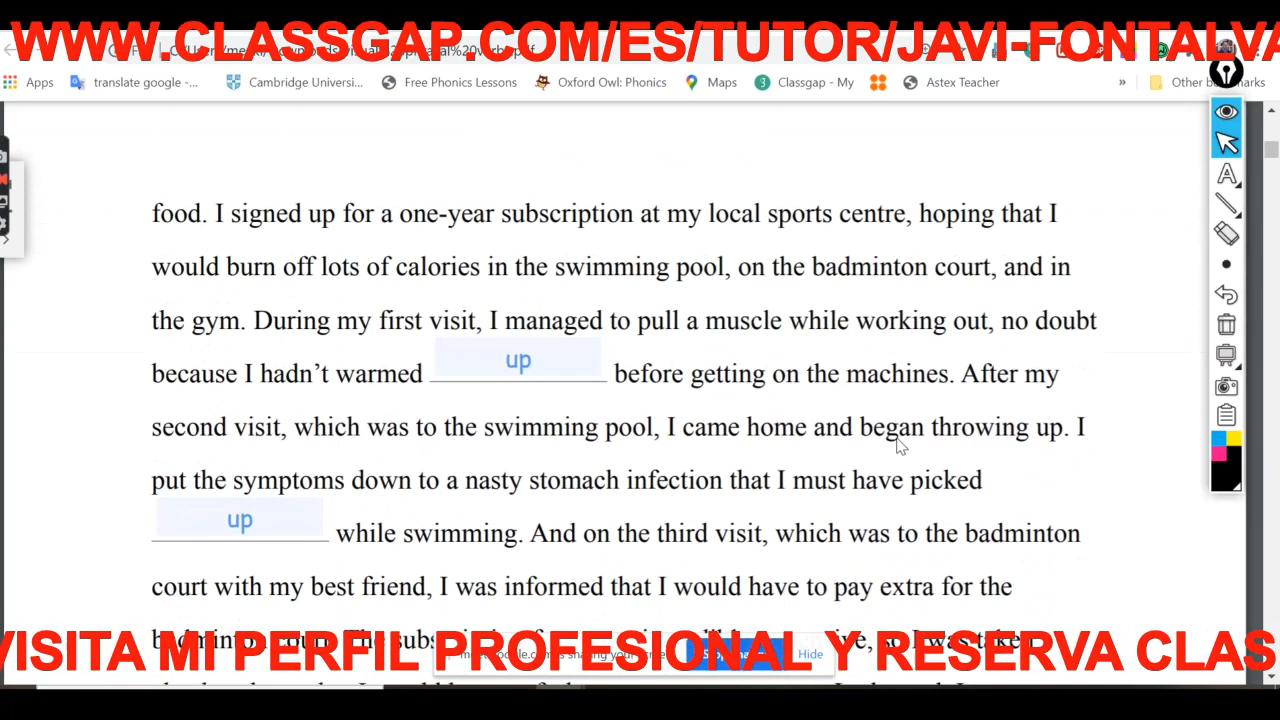 WWW.CLASSGAP.COM/ES/TUTOR/JAVI-FONTALVA
Apps translate google -... Cambridge Universi... Free Phonics Lessons Oxford Owl: Phonics Maps Classgap - My Astex Teacher » Other bookmarks
food. I signed up for a one-year subscription at my local sports centre, hoping that I
would burn off lots of calories in the swimming pool, on the badminton court, and in
the gym. During my first visit, I managed to pull a muscle while working out, no doubt
because I hadn’t warmed up before getting on the machines. After my
second visit, which was to the swimming pool, I came home and began throwing up. I
put the symptoms down to a nasty stomach infection that I must have picked
up while swimming. And on the third visit, which was to the badminton
court with my best friend, I was informed that I would have to pay extra for the
VISITA MI PERFIL PROFESIONAL Y RESERVA CLAS
Hide